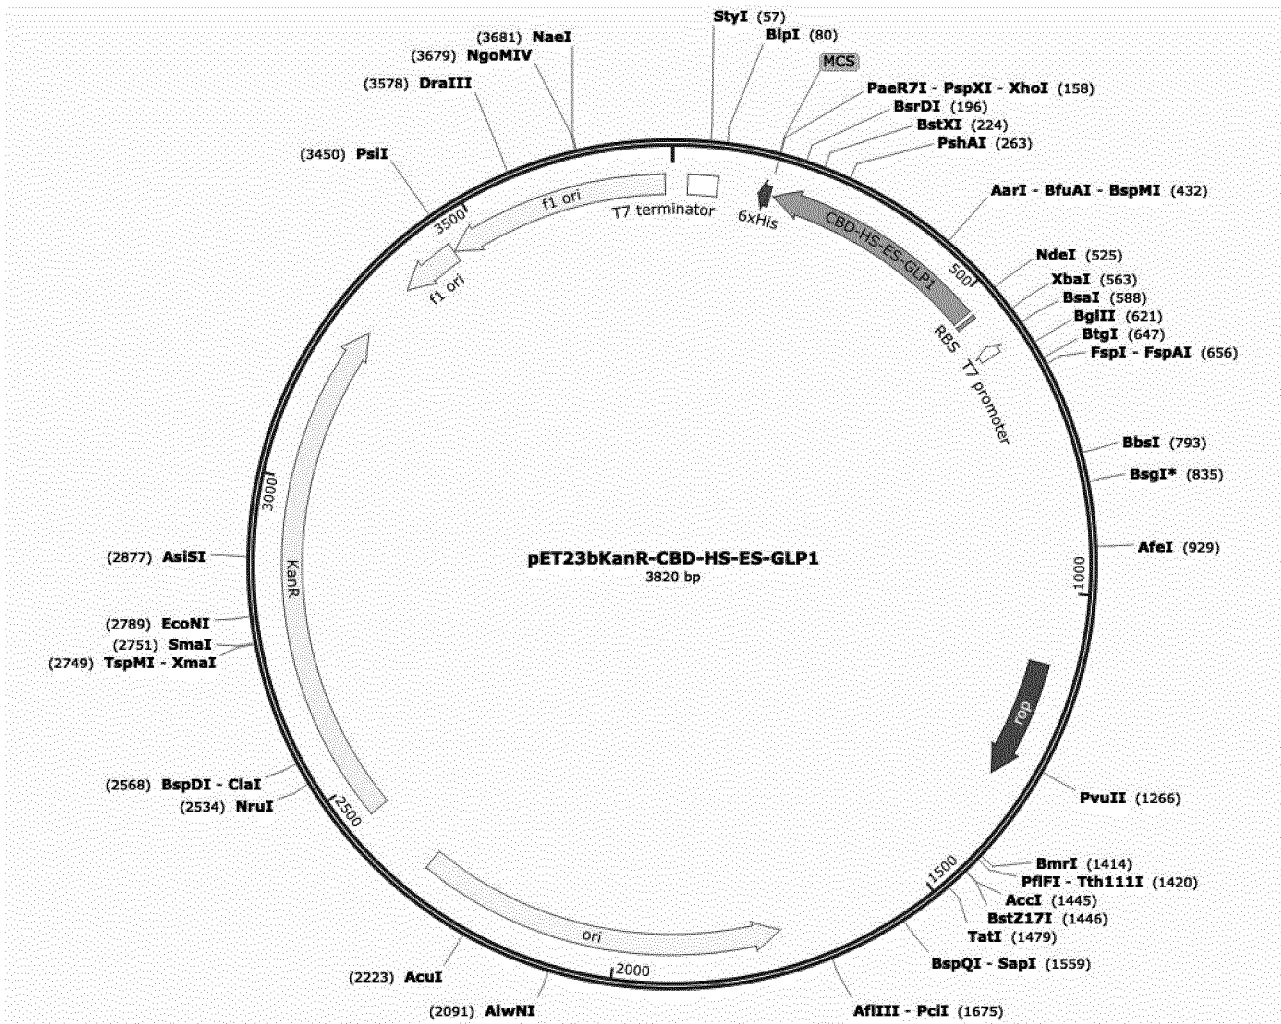 StyI (57)
BlpI (80)
MCS
PaeR7I - PspXI - XhoI (158)
BsrDI (196)
BstXI (224)
PshAI (263)
AarI - BfuAI - BspMI (432)
NdeI (525)
XbaI (563)
BsaI (588)
BglII (621)
BtgI (647)
FspI - FspAI (656)
BbsI (793)
BsgI* (835)
AfeI (929)
PvuII (1266)
BmrI (1414)
PflFI - Tth111I (1420)
AccI (1445)
BstZ17I (1446)
TatI (1479)
BspQI - SapI (1559)
AflIII - PciI (1675)
(2091) AlwNI
(2223) AcuI
(2534) NruI
(2568) BspDI - ClaI
(2749) TspMI - XmaI
(2751) SmaI
(2789) EcoNI
(2877) AsiSI
(3450) PsiI
(3578) DraIII
(3679) NgoMIV
(3681) NaeI
f1 ori
T7 terminator
6xHis
CBD-HS-ES-GLP1
RBS
T7 promoter
500
1000
rop
1500
2000
ori
2500
KanR
3000
3500
f1 ori
pET23bKanR-CBD-HS-ES-GLP1
3820 bp